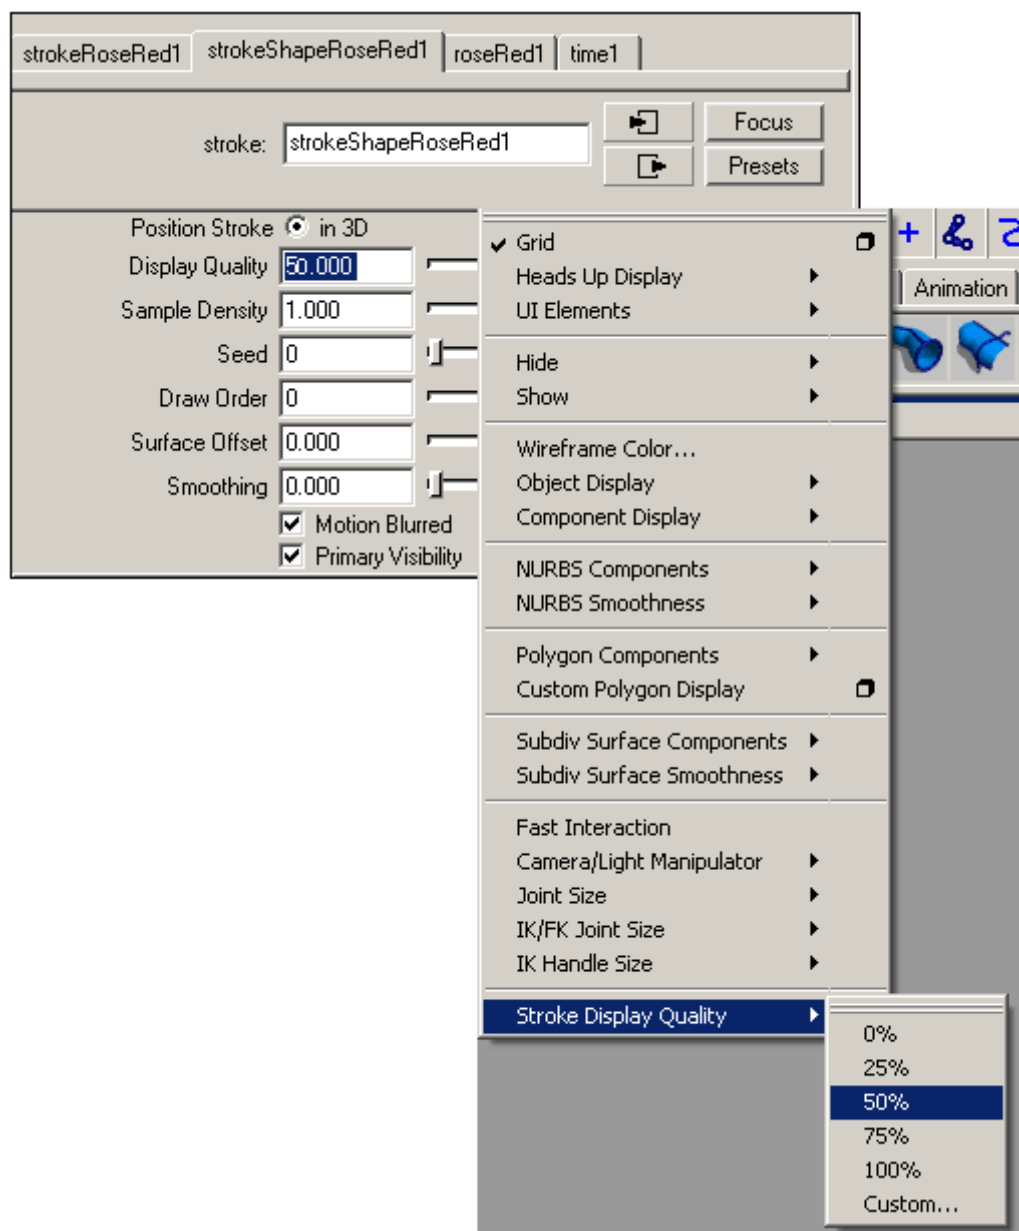 strokeRoseRed1 strokeShapeRoseRed1 roseRed1 time1
stroke: strokeShapeRoseRed1
Focus
Presets
Position Stroke in 3D
Display Quality 50.000
Sample Density 1.000
Seed 0
Draw Order 0
Surface Offset 0.000
Smoothing 0.000
Motion Blurred
Primary Visibility
Grid
Heads Up Display
UI Elements
Hide
Show
Wireframe Color...
Object Display
Component Display
NURBS Components
NURBS Smoothness
Polygon Components
Custom Polygon Display
Subdiv Surface Components
Subdiv Surface Smoothness
Fast Interaction
Camera/Light Manipulator
Joint Size
IK/FK Joint Size
IK Handle Size
Stroke Display Quality
Animation
0%
25%
50%
75%
100%
Custom...